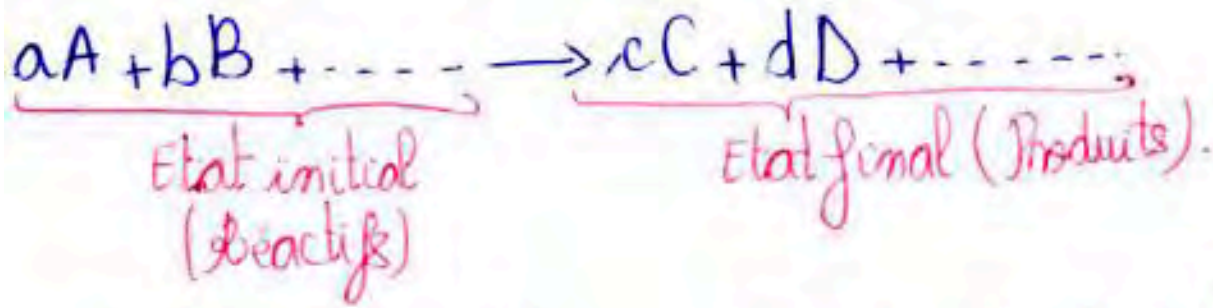 aA + bB + ----- → cC + dD + ------
Etat initial
(Réactifs)
Etat final (Produits).